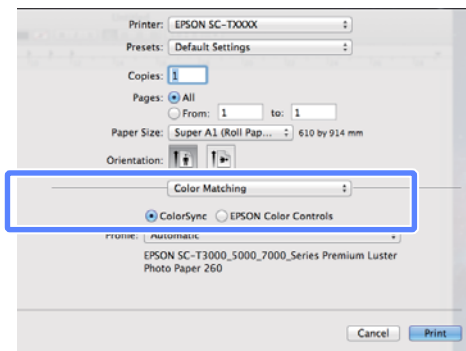 Printer: EPSON SC-TXXXX
Presets: Default Settings
Copies: 1
Pages: All
From: 1 to: 1
Paper Size: Super A1 (Roll Pap... 610 by 914 mm
Orientation:
Color Matching
ColorSync EPSON Color Controls
Profile: Automatic
EPSON SC-T3000_5000_7000_Series Premium Luster
Photo Paper 260
Cancel Print